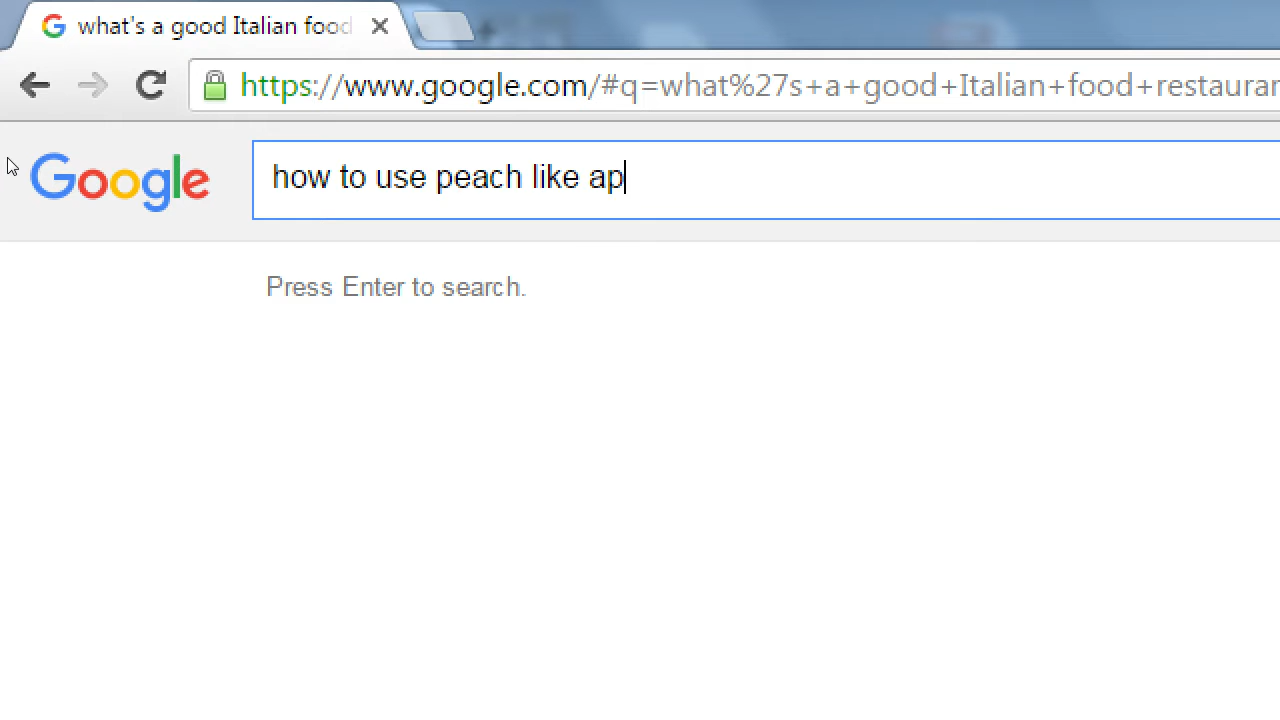 what's a good Italian food
https://www.google.com/#q=what%27s+a+good+Italian+food+restauran
Google
how to use peach like ap
Press Enter to search.